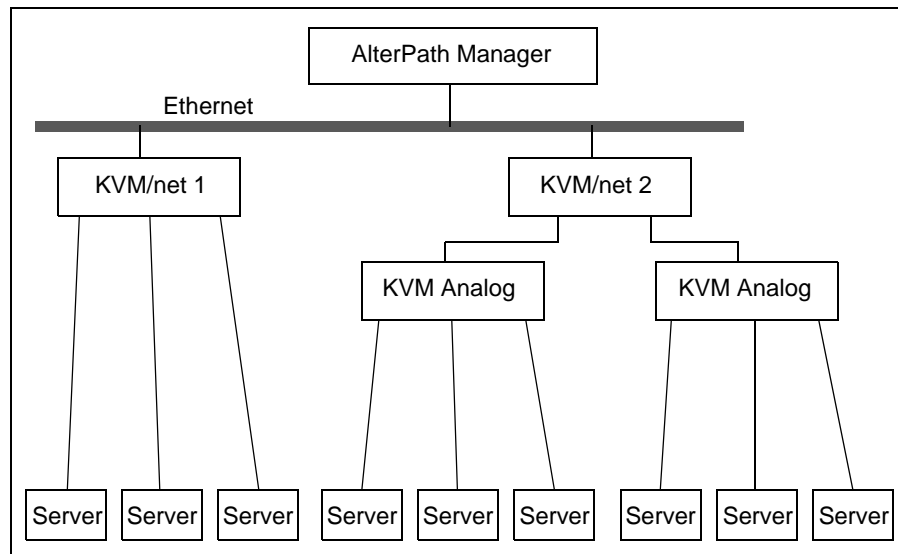 AlterPath Manager
Ethernet
KVM/net 1
KVM/net 2
KVM Analog
KVM Analog
Server
Server
Server
Server
Server
Server
Server
Server
Server